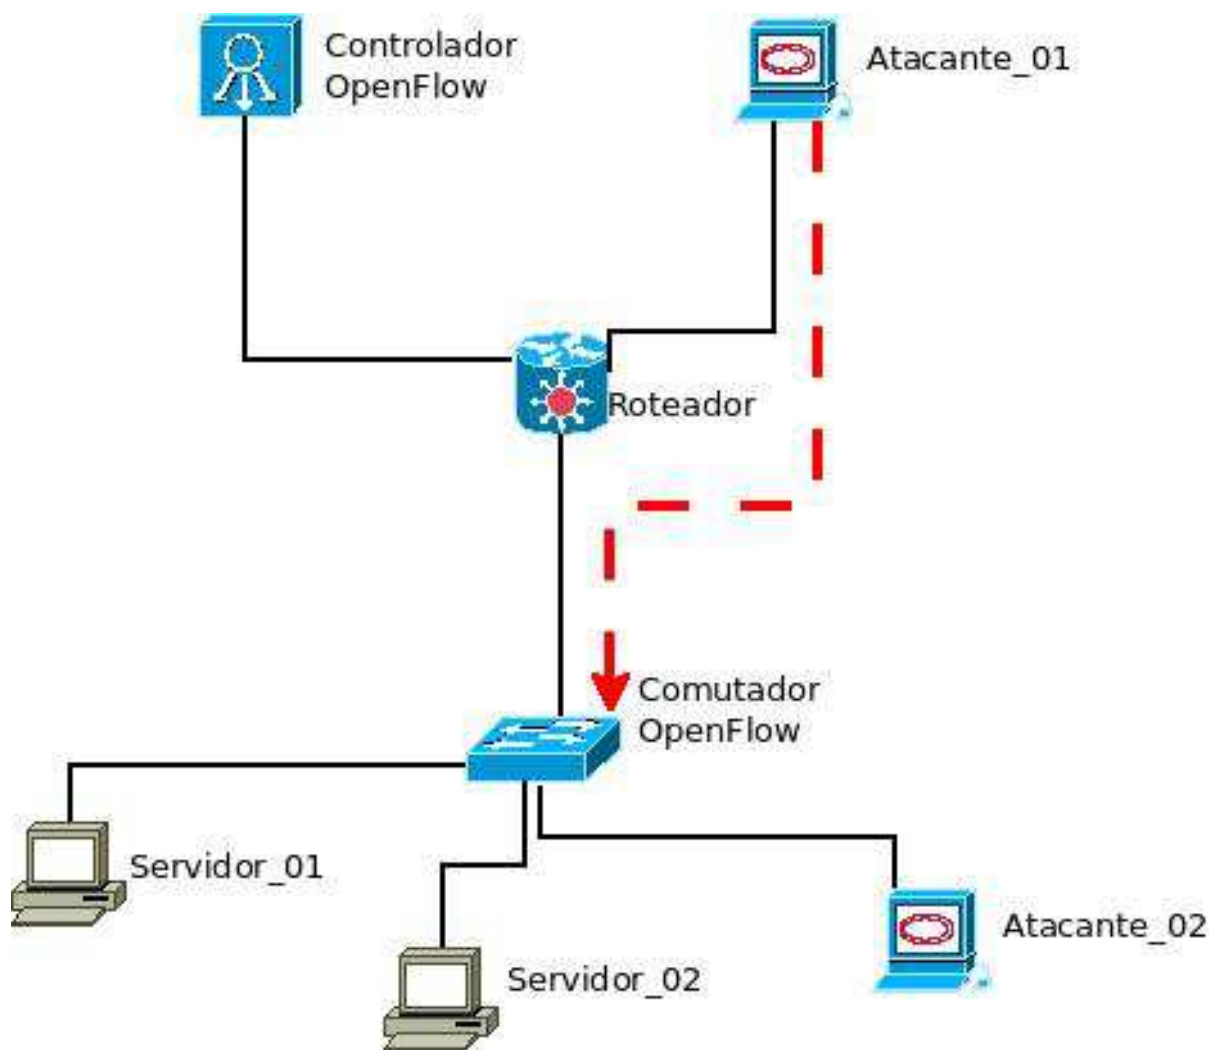 Controlador
OpenFlow
Atacante_01
Roteador
Comutador
OpenFlow
Servidor_01
Atacante_02
Servidor_02